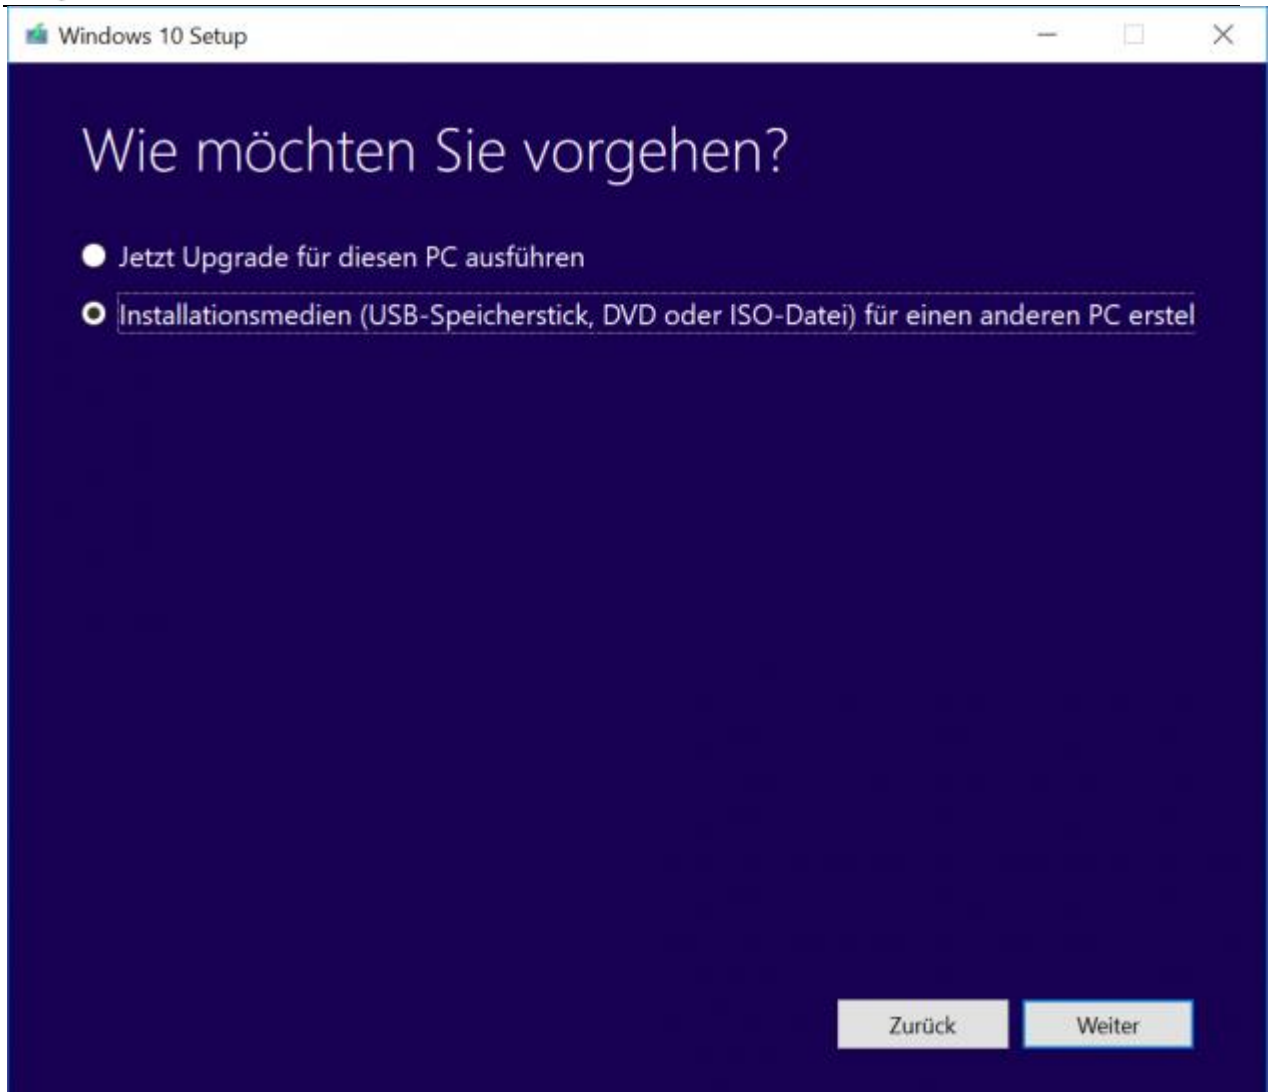 Windows 10 Setup
Wie möchten Sie vorgehen?
Jetzt Upgrade für diesen PC ausführen
Installationsmedien (USB-Speicherstick, DVD oder ISO-Datei) für einen anderen PC erstel
Zurück
Weiter